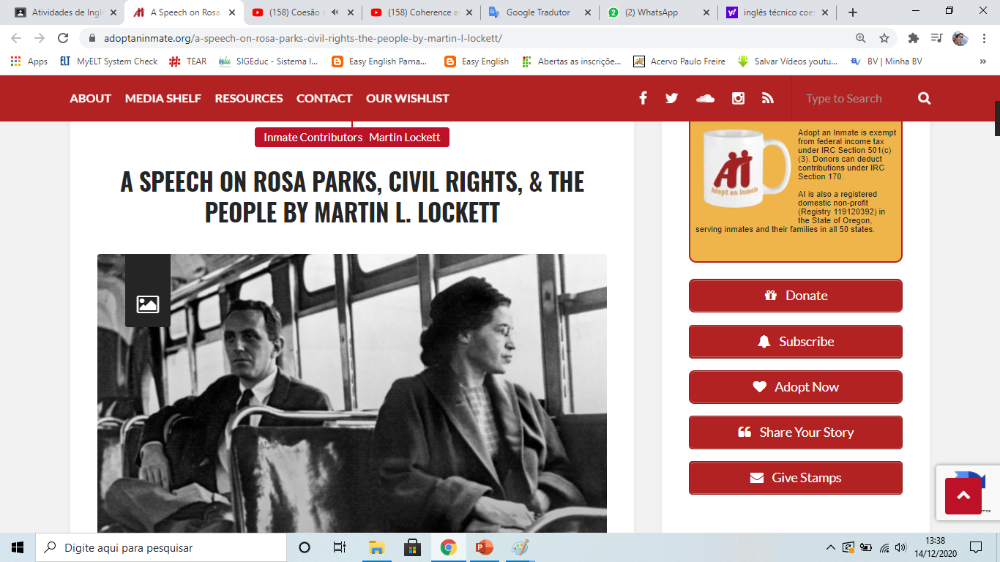 Atividades de Inglê
A Speech on Rosa
(158) Coesão e
(158) Coherence a
Google Tradutor
(2) WhatsApp
inglês técnico coes
adoptaninmate.org/a-speech-on-rosa-parks-civil-rights-the-people-by-martin-l-lockett/
Apps
MyELT System Check
TEAR
SIGEduc - Sistema I...
Easy English Parna...
Easy English
Abertas as inscriçõe...
Acervo Paulo Freire
Salvar Vídeos youtu...
BV | Minha BV
ABOUT MEDIA SHELF RESOURCES CONTACT OUR WISHLIST
Type to Search
Inmate Contributors Martin Lockett
A SPEECH ON ROSA PARKS, CIVIL RIGHTS, & THE
PEOPLE BY MARTIN L. LOCKETT
AI
Adopt an Inmate
Adopt an Inmate is exempt
from federal income tax
under IRC Section 501(c)
(3). Donors can deduct
contributions under IRC
Section 170.
AI is also a registered
domestic non-profit
(Registry 119120392) in
the State of Oregon,
serving inmates and their families in all 50 states.
Donate
Subscribe
Adopt Now
Share Your Story
Give Stamps
Digite aqui para pesquisar
13:38
14/12/2020